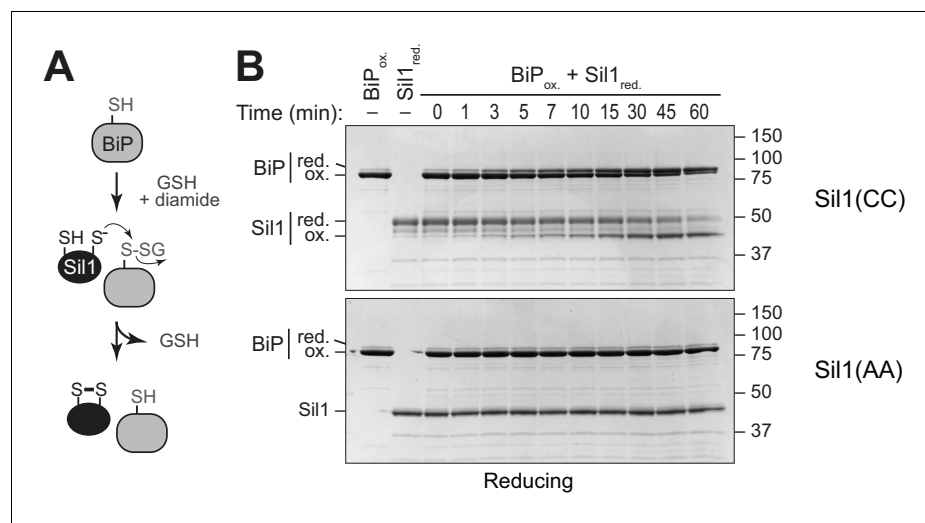 A
SH
BiP
GSH
+ diamide
SH S-
S-SG
Sil1
GSH
S-S
SH
B
BiPox. Sil1red. BiPox. + Sil1red.
Time (min): – – 0 1 3 5 7 10 15 30 45 60
BiP red. ox.
Sil1 red. ox.
150
100
75
50
37
Sil1(CC)
BiP red. ox.
Sil1
150
100
75
50
37
Sil1(AA)
Reducing